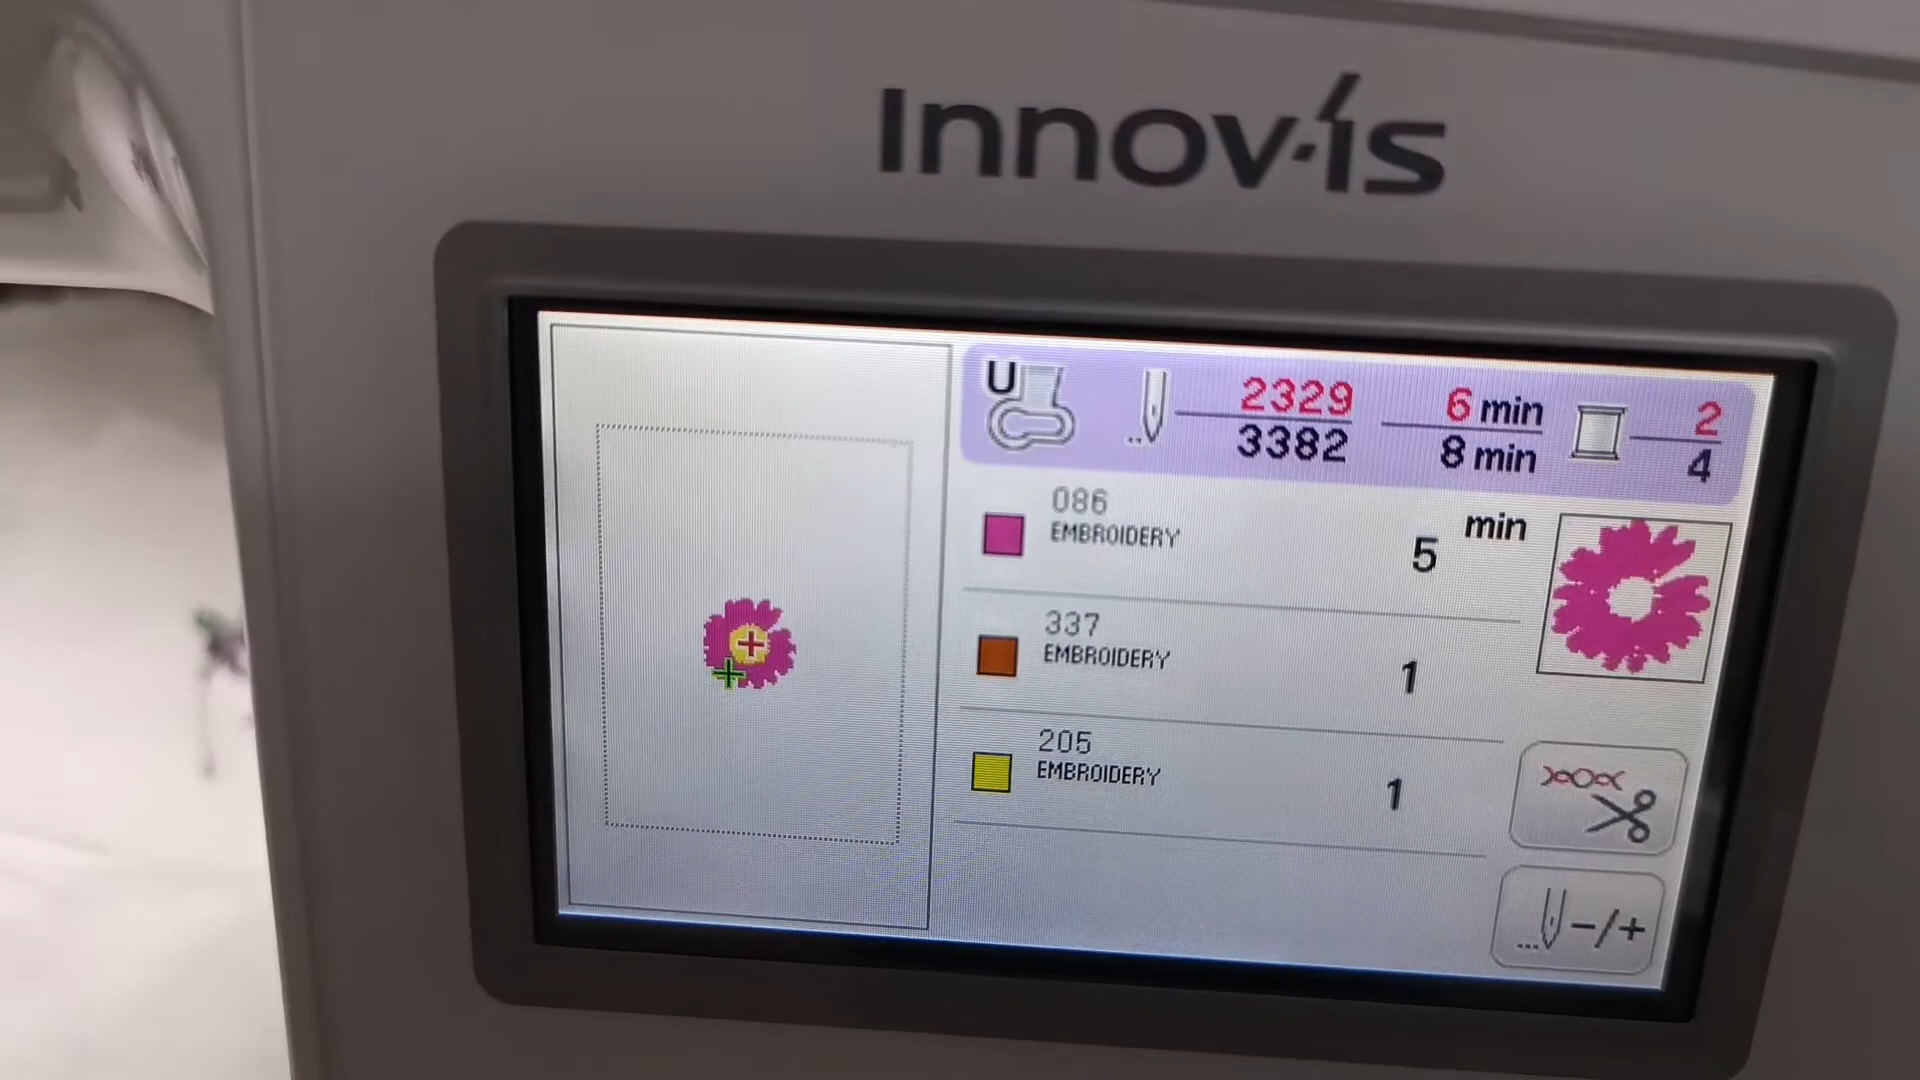 Innov-is
U
2329 6 min 2
3382 8 min 4
086 min
EMBROIDERY 5
337
EMBROIDERY 1
205
EMBROIDERY 1
-/+